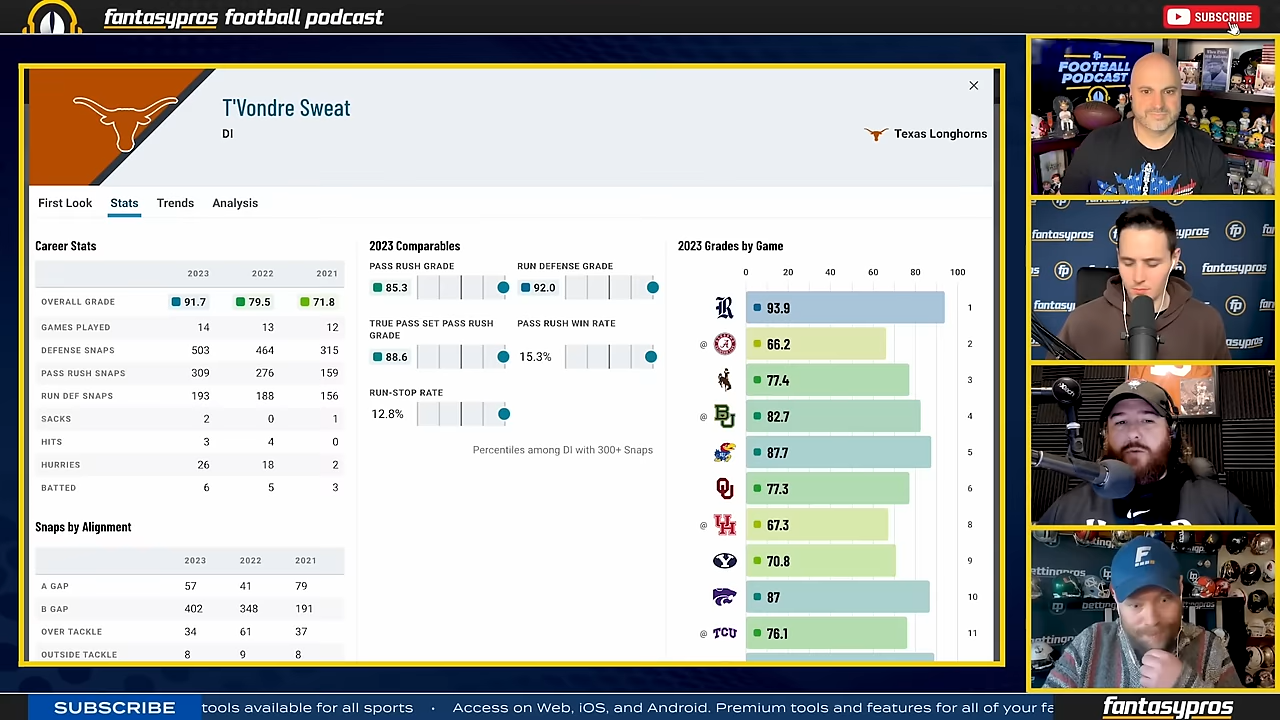 fantasypros football podcast
SUBSCRIBE
T'Vondre Sweat
DI
Texas Longhorns
First Look Stats Trends Analysis
Career Stats
2023 2022 2021
OVERALL GRADE 91.7 79.5 71.8
GAMES PLAYED 14 13 12
DEFENSE SNAPS 503 464 315
PASS RUSH SNAPS 309 276 159
RUN DEF SNAPS 193 188 156
SACKS 2 0 1
HITS 3 4 0
HURRIES 26 18 2
BATTED 6 5 3
Snaps by Alignment
2023 2022 2021
A GAP 57 41 79
B GAP 402 348 191
OVER TACKLE 34 61 37
OUTSIDE TACKLE 8 9 8
2023 Comparables
PASS RUSH GRADE RUN DEFENSE GRADE
85.3 92.0
TRUE PASS SET PASS RUSH
GRADE
PASS RUSH WIN RATE
88.6 15.3%
RUN-STOP RATE
12.8%
Percentiles among DI with 300+ Snaps
2023 Grades by Game
0 20 40 60 80 100
R 93.9 1
@ A 66.2 2
77.4 3
@ BU 82.7 4
87.7 5
OU 77.3 6
@ UH 67.3 8
Y 70.8 9
87 10
@ TCU 76.1 11
fp
FOOTBALL
PODCAST
fantasypros
fp
fantasypros
bettingpros
F
SUBSCRIBE tools available for all sports · Access on Web, iOS, and Android. Premium tools and features for all of your fa
fantasypros